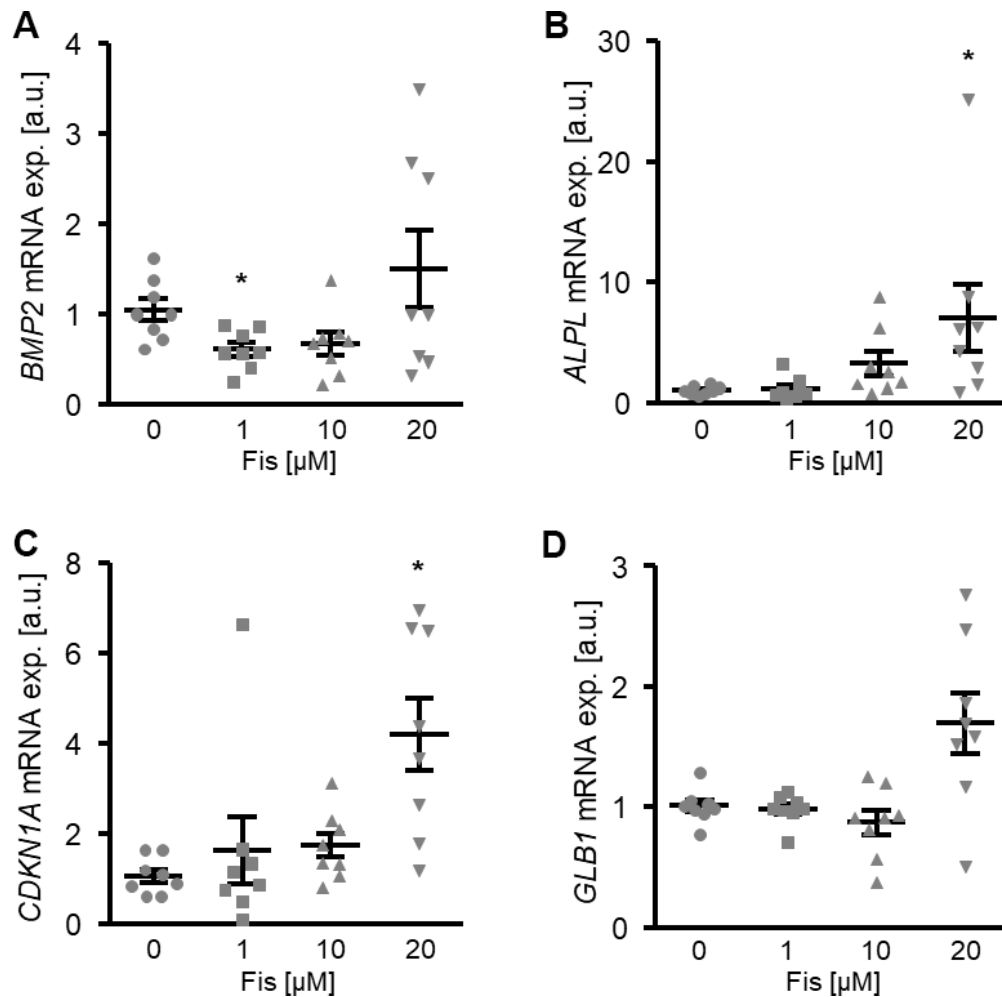 A
BMP2 mRNA exp. [a.u.]
4
3
2
1
0
*
0 1 10 20
Fis [µM]
B
ALPL mRNA exp. [a.u.]
30
20
10
0
*
0 1 10 20
Fis [µM]
C
CDKN1A mRNA exp. [a.u.]
8
6
4
2
0
*
0 1 10 20
Fis [µM]
D
GLB1 mRNA exp. [a.u.]
3
2
1
0
0 1 10 20
Fis [µM]